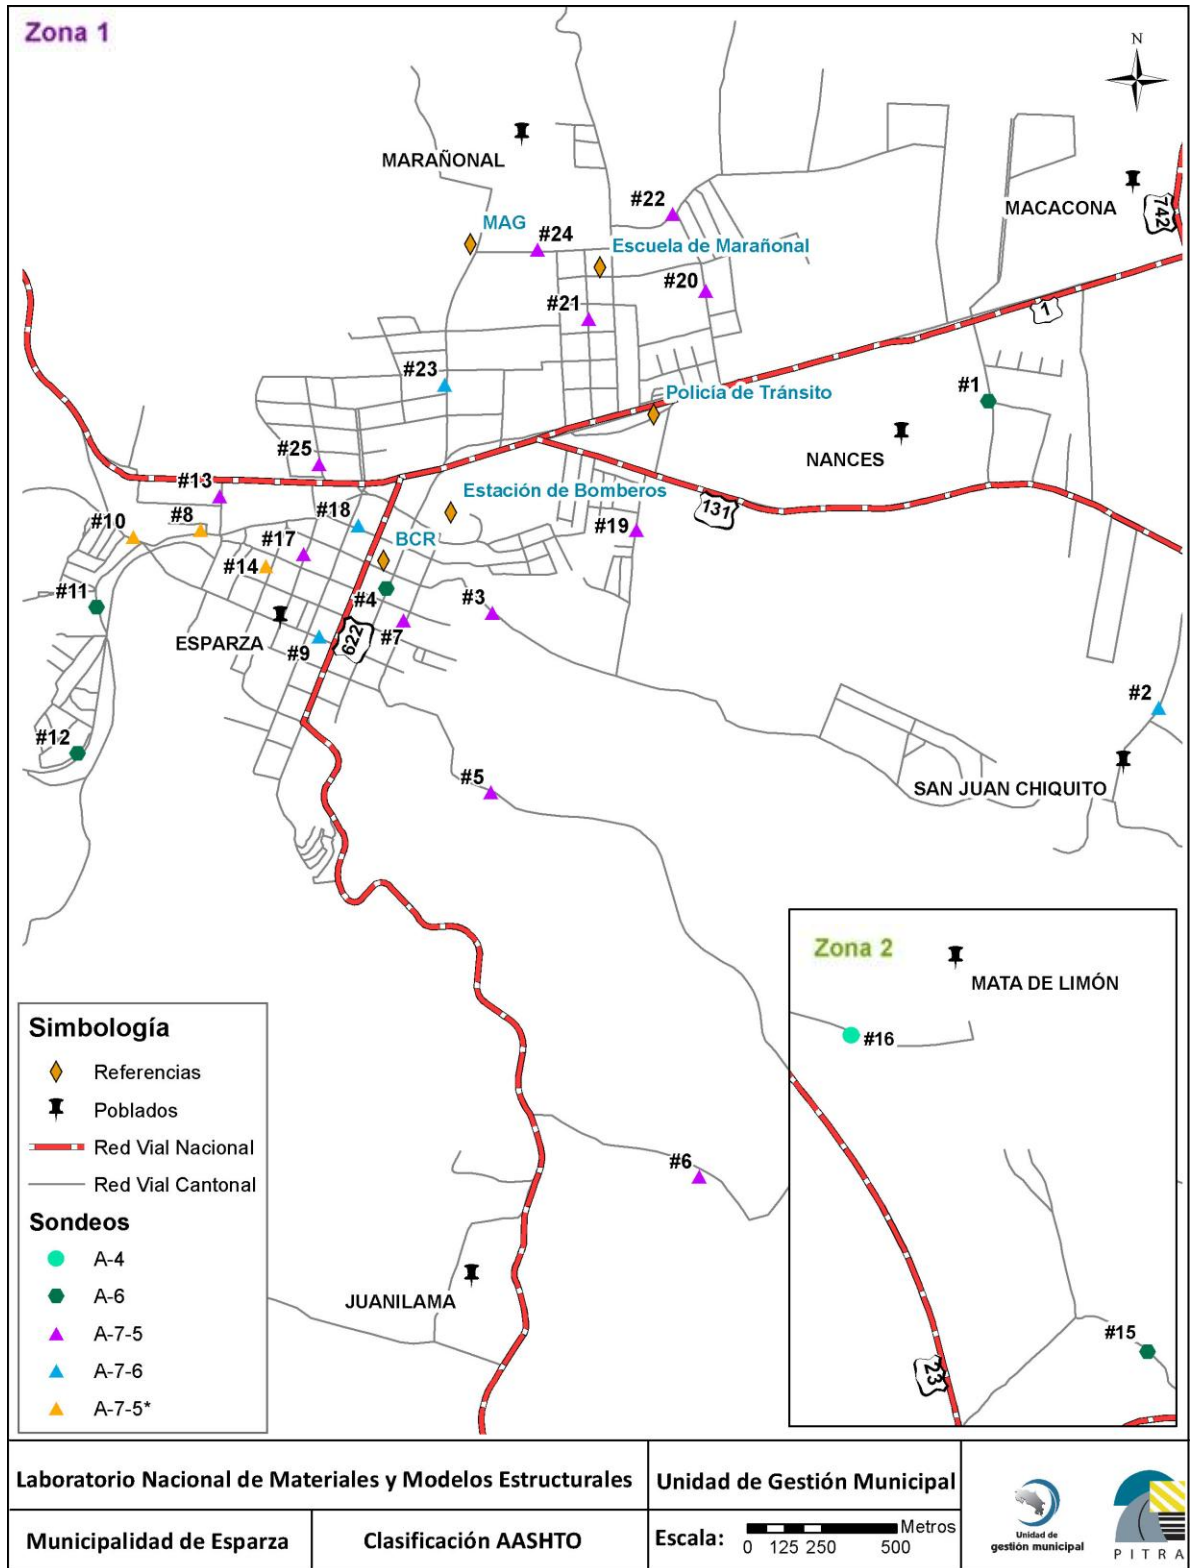 Zona 1
N
MARAÑONAL
MACACONA
742
#22
MAG
#24
Escuela de Marañonal
#20
#21
1
#23
#1
Policía de Tránsito
NANCES
#25
#13
Estación de Bomberos
131
#10
#8
#18
#19
#17
BCR
#14
#11
#4
#3
ESPARZA
#9
622
#7
#2
#12
#5
SAN JUAN CHIQUITO
Zona 2
MATA DE LIMÓN
#16
#6
#15
23
JUANILAMA
Simbología
Referencias
Poblados
Red Vial Nacional
Red Vial Cantonal
Sondeos
A-4
A-6
A-7-5
A-7-6
A-7-5*
Laboratorio Nacional de Materiales y Modelos Estructurales
Unidad de Gestión Municipal
Municipalidad de Esparza
Clasificación AASHTO
Escala:
Metros
0 125 250 500
Unidad de
gestión municipal
PITRA